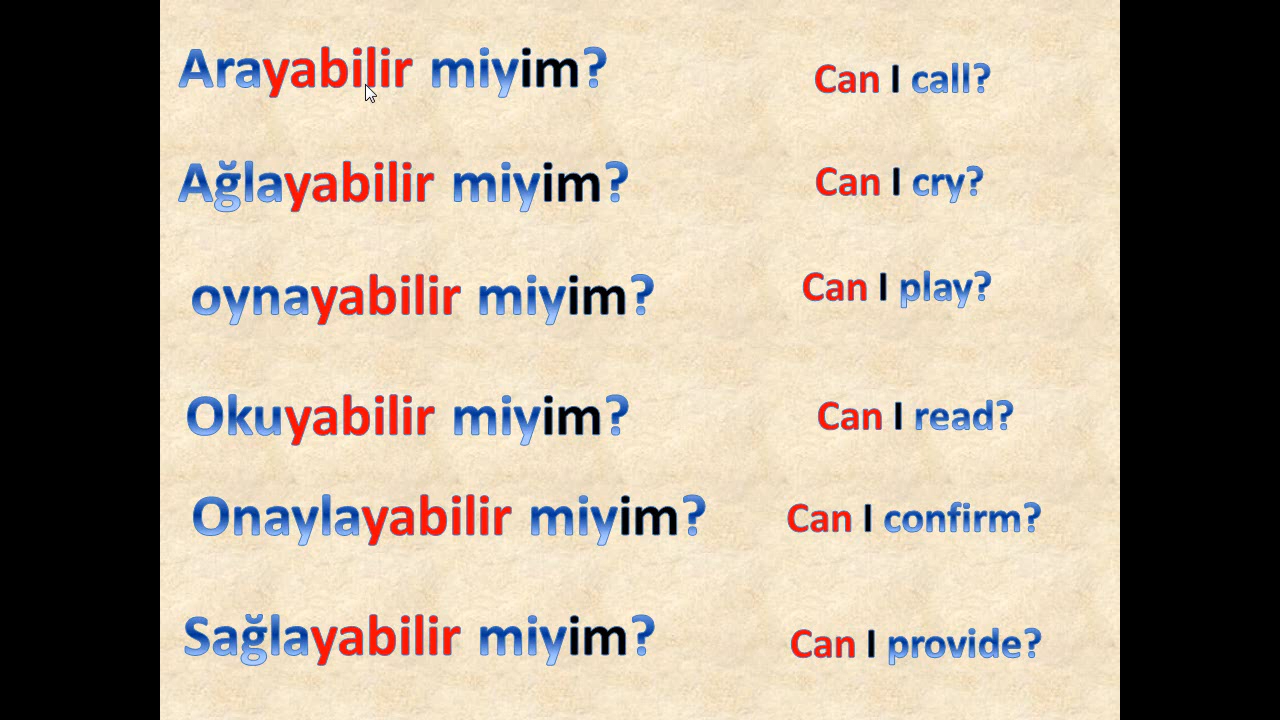 Arayabilir miyim? Can I call?
Ağlayabilir miyim? Can I cry?
oynayabilir miyim? Can I play?
Okuyabilir miyim? Can I read?
Onaylayabilir miyim? Can I confirm?
Sağlayabilir miyim? Can I provide?